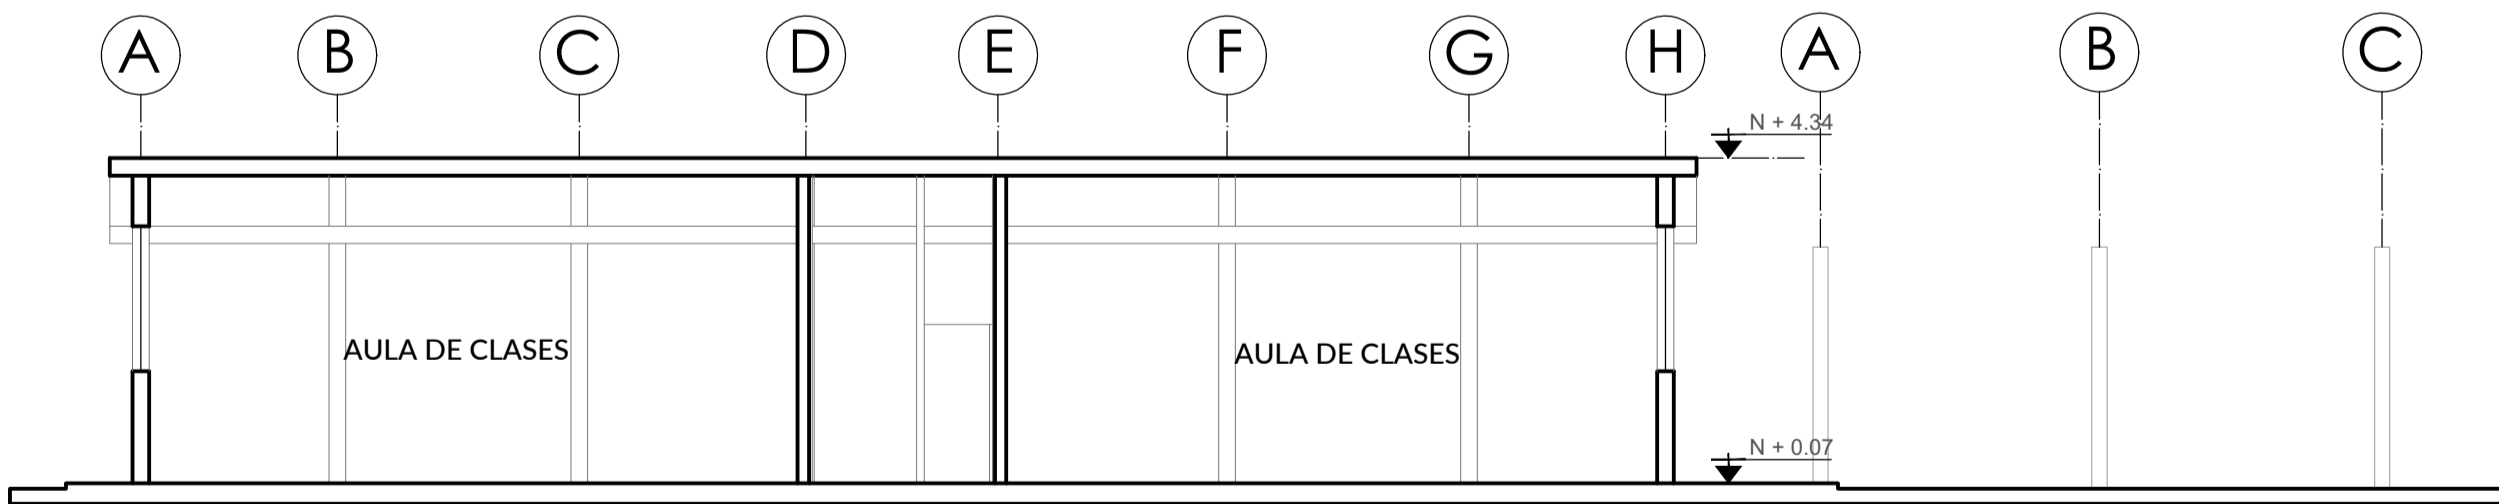 A B C D E F G H A B C
N + 4.34
AULA DE CLASES AULA DE CLASES
N + 0.07